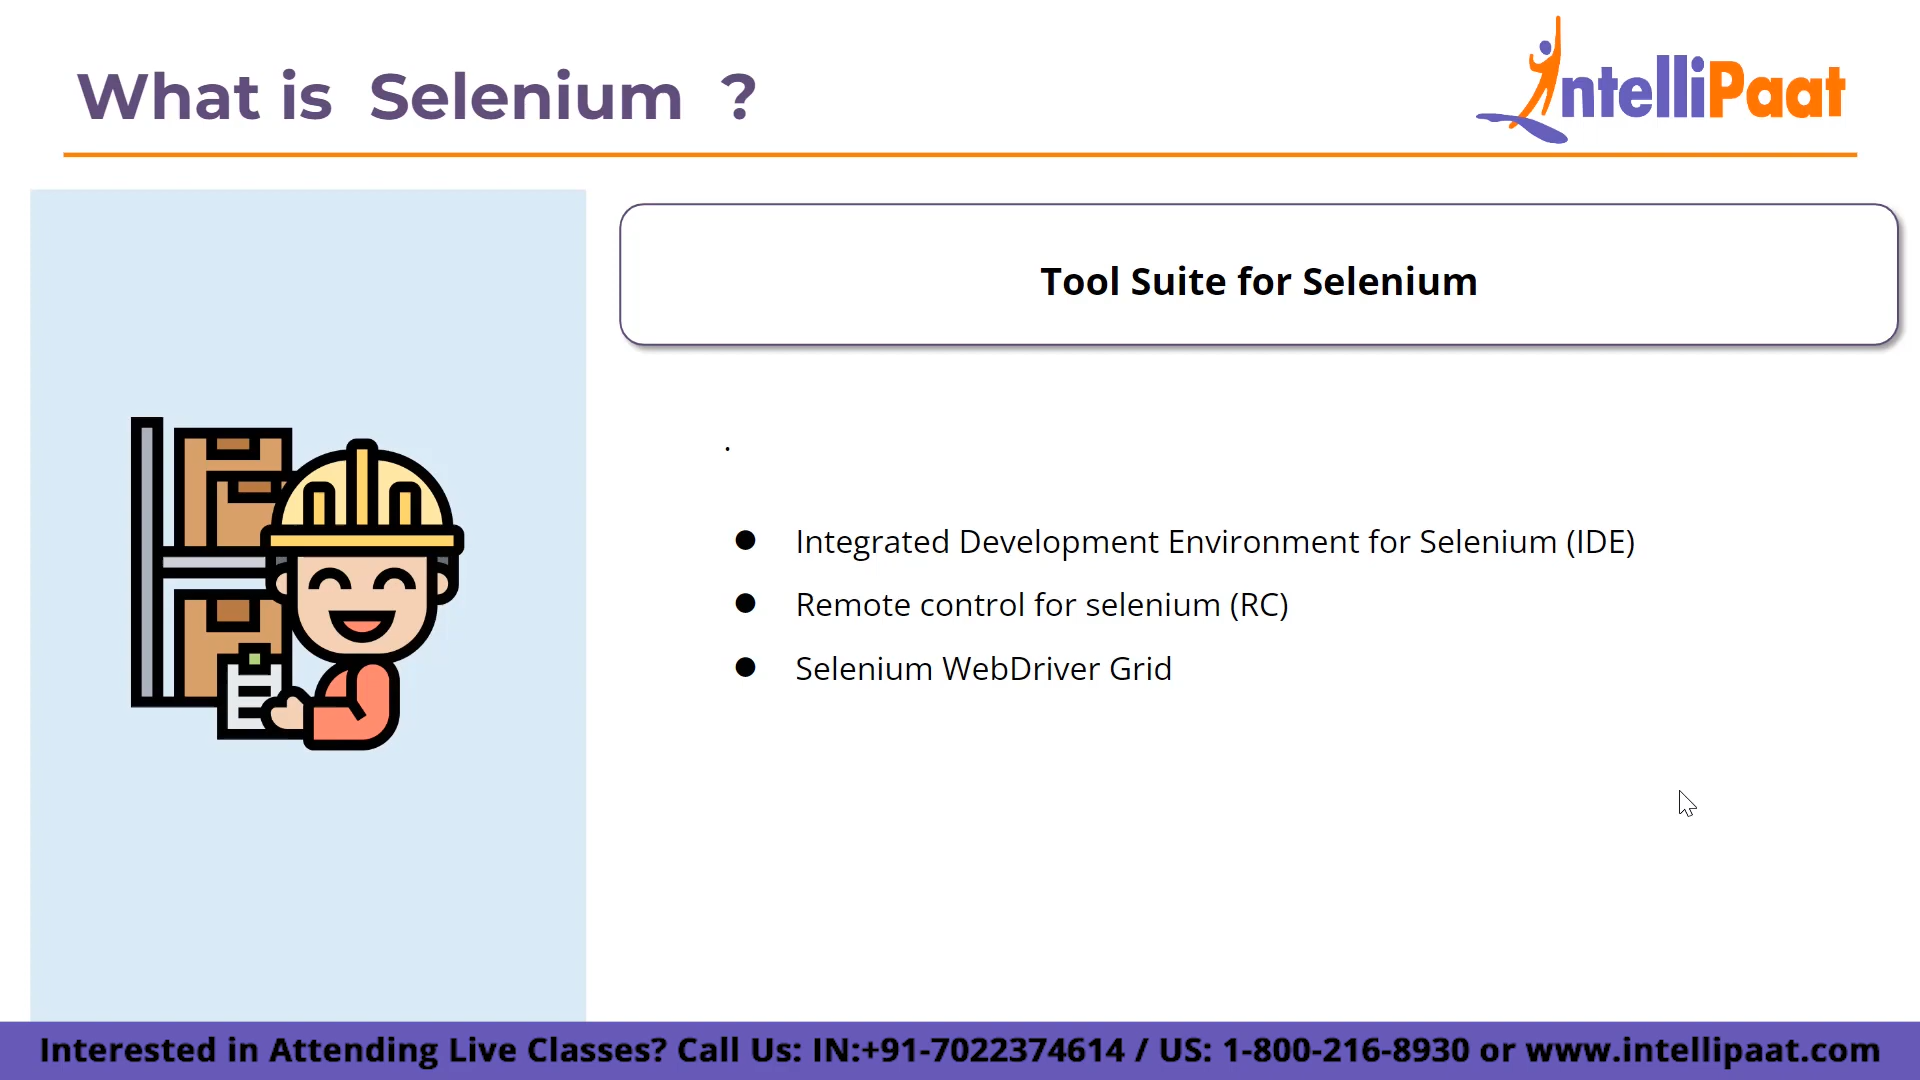 What is Selenium ?
IntelliPaat
Tool Suite for Selenium
.
● Integrated Development Environment for Selenium (IDE)
● Remote control for selenium (RC)
● Selenium WebDriver Grid
Interested in Attending Live Classes? Call Us: IN:+91-7022374614 / US: 1-800-216-8930 or www.intellipaat.com